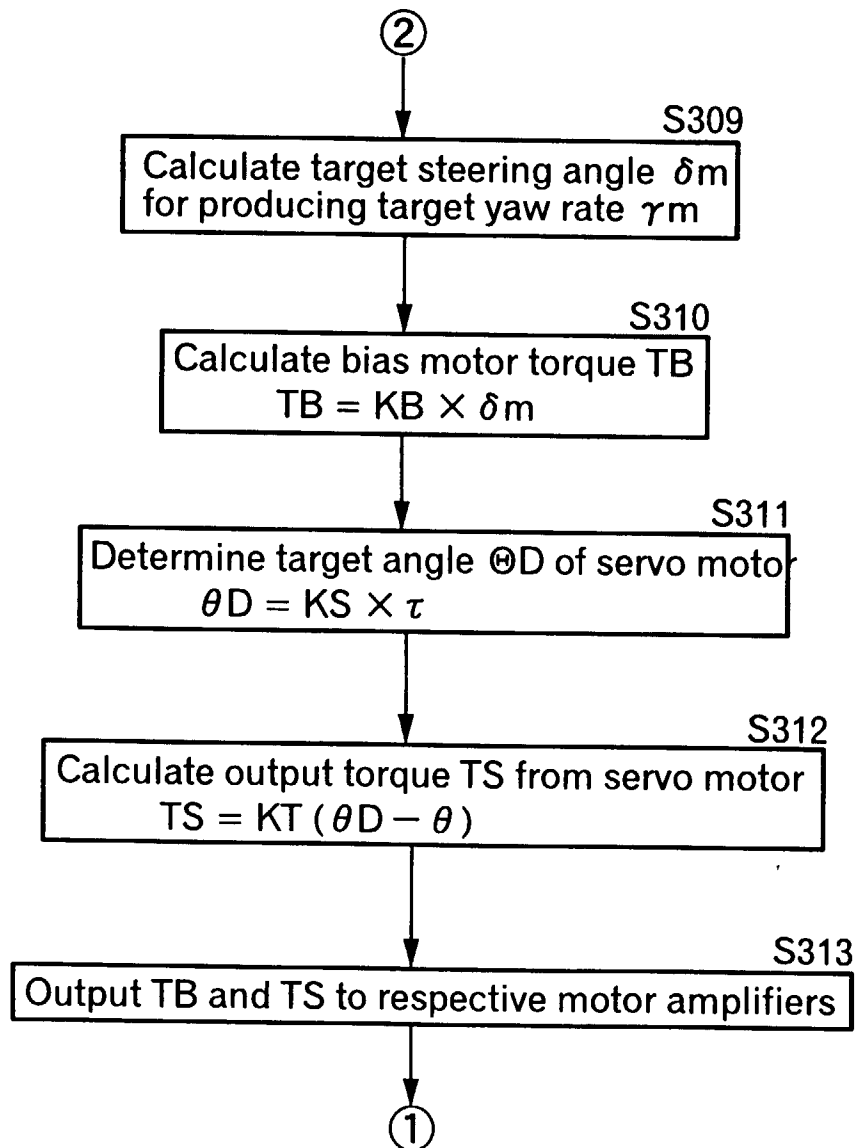 ②
S309
Calculate target steering angle δm
for producing target yaw rate γm
S310
Calculate bias motor torque TB
TB = KB × δm
S311
Determine target angle ΘD of servo motor
θD = KS × τ
S312
Calculate output torque TS from servo motor
TS = KT (θD − θ)
S313
Output TB and TS to respective motor amplifiers
①